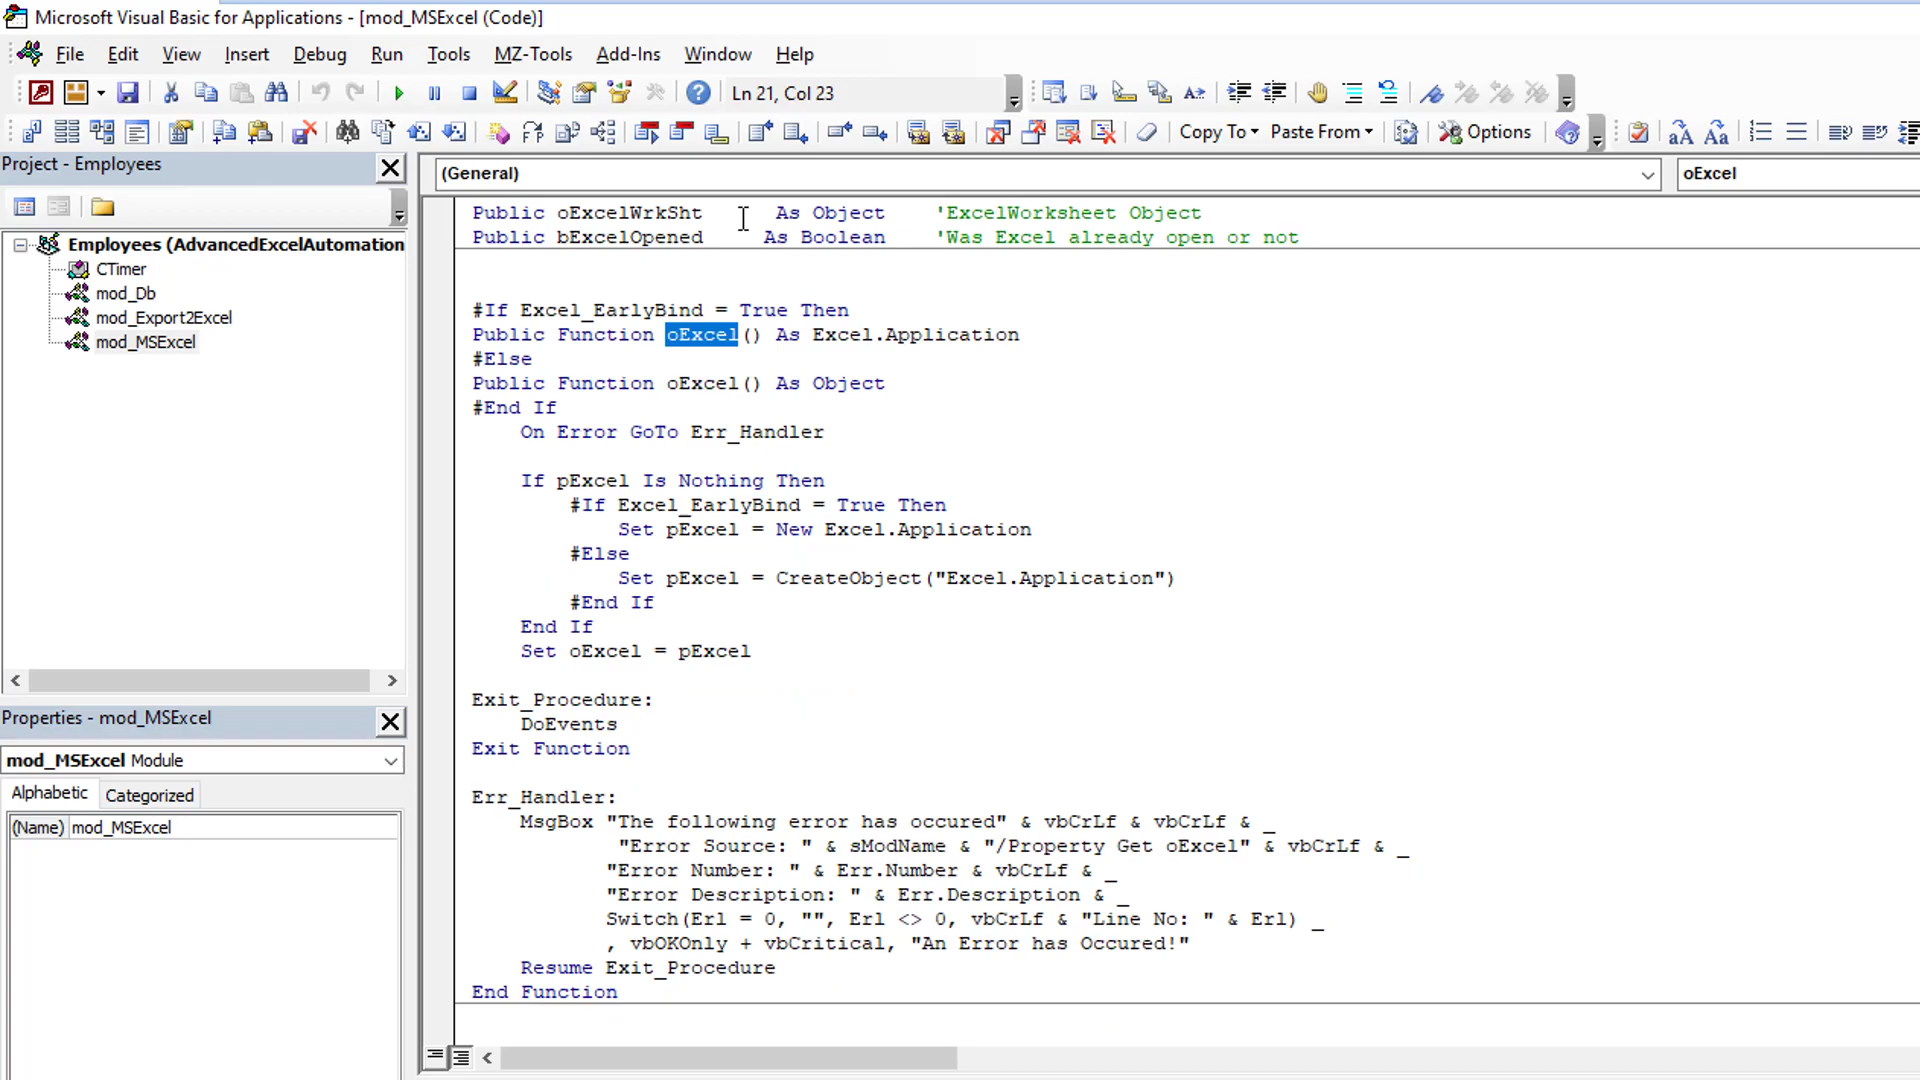 Microsoft Visual Basic for Applications - [mod_MSExcel (Code)]
File Edit View Insert Debug Run Tools MZ-Tools Add-Ins Window Help
Ln 21, Col 23
Copy To Paste From Options
Project - Employees
Employees (AdvancedExcelAutomation
CTimer
mod_Db
mod_Export2Excel
mod_MSExcel
Properties - mod_MSExcel
mod_MSExcel Module
Alphabetic Categorized
(Name) mod_MSExcel
(General) oExcel
Public oExcelWrkSht As Object 'ExcelWorksheet Object
Public bExcelOpened As Boolean 'Was Excel already open or not
#If Excel_EarlyBind = True Then
Public Function oExcel() As Excel.Application
#Else
Public Function oExcel() As Object
#End If
On Error GoTo Err_Handler
If pExcel Is Nothing Then
#If Excel_EarlyBind = True Then
Set pExcel = New Excel.Application
#Else
Set pExcel = CreateObject("Excel.Application")
#End If
End If
Set oExcel = pExcel
Exit_Procedure:
DoEvents
Exit Function
Err_Handler:
MsgBox "The following error has occured" & vbCrLf & vbCrLf & _
"Error Source: " & sModName & "/Property Get oExcel" & vbCrLf & _
"Error Number: " & Err.Number & vbCrLf & _
"Error Description: " & Err.Description & _
Switch(Erl = 0, "", Erl <> 0, vbCrLf & "Line No: " & Erl) _
, vbOKOnly + vbCritical, "An Error has Occured!"
Resume Exit_Procedure
End Function